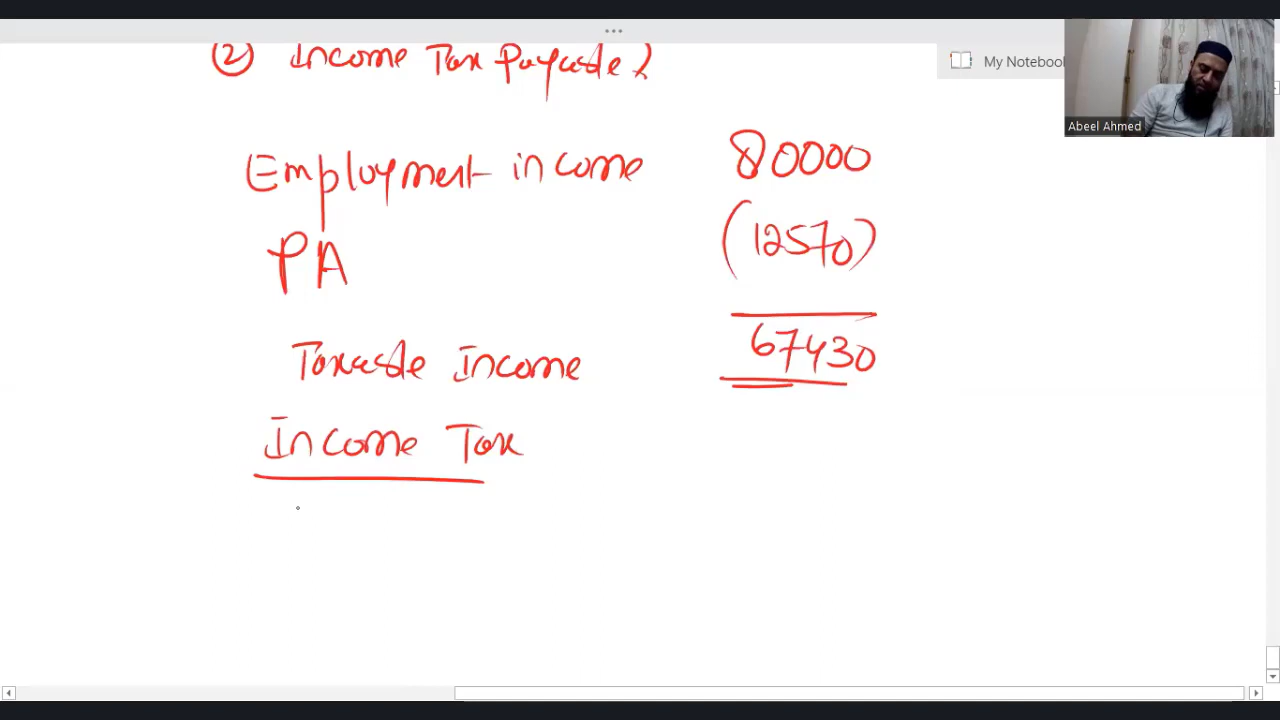 ② Income Tax Payable?
My Notebook
Abeel Ahmed
Employment income 80000
PA (12570)
Taxable Income 67430
Income Tax